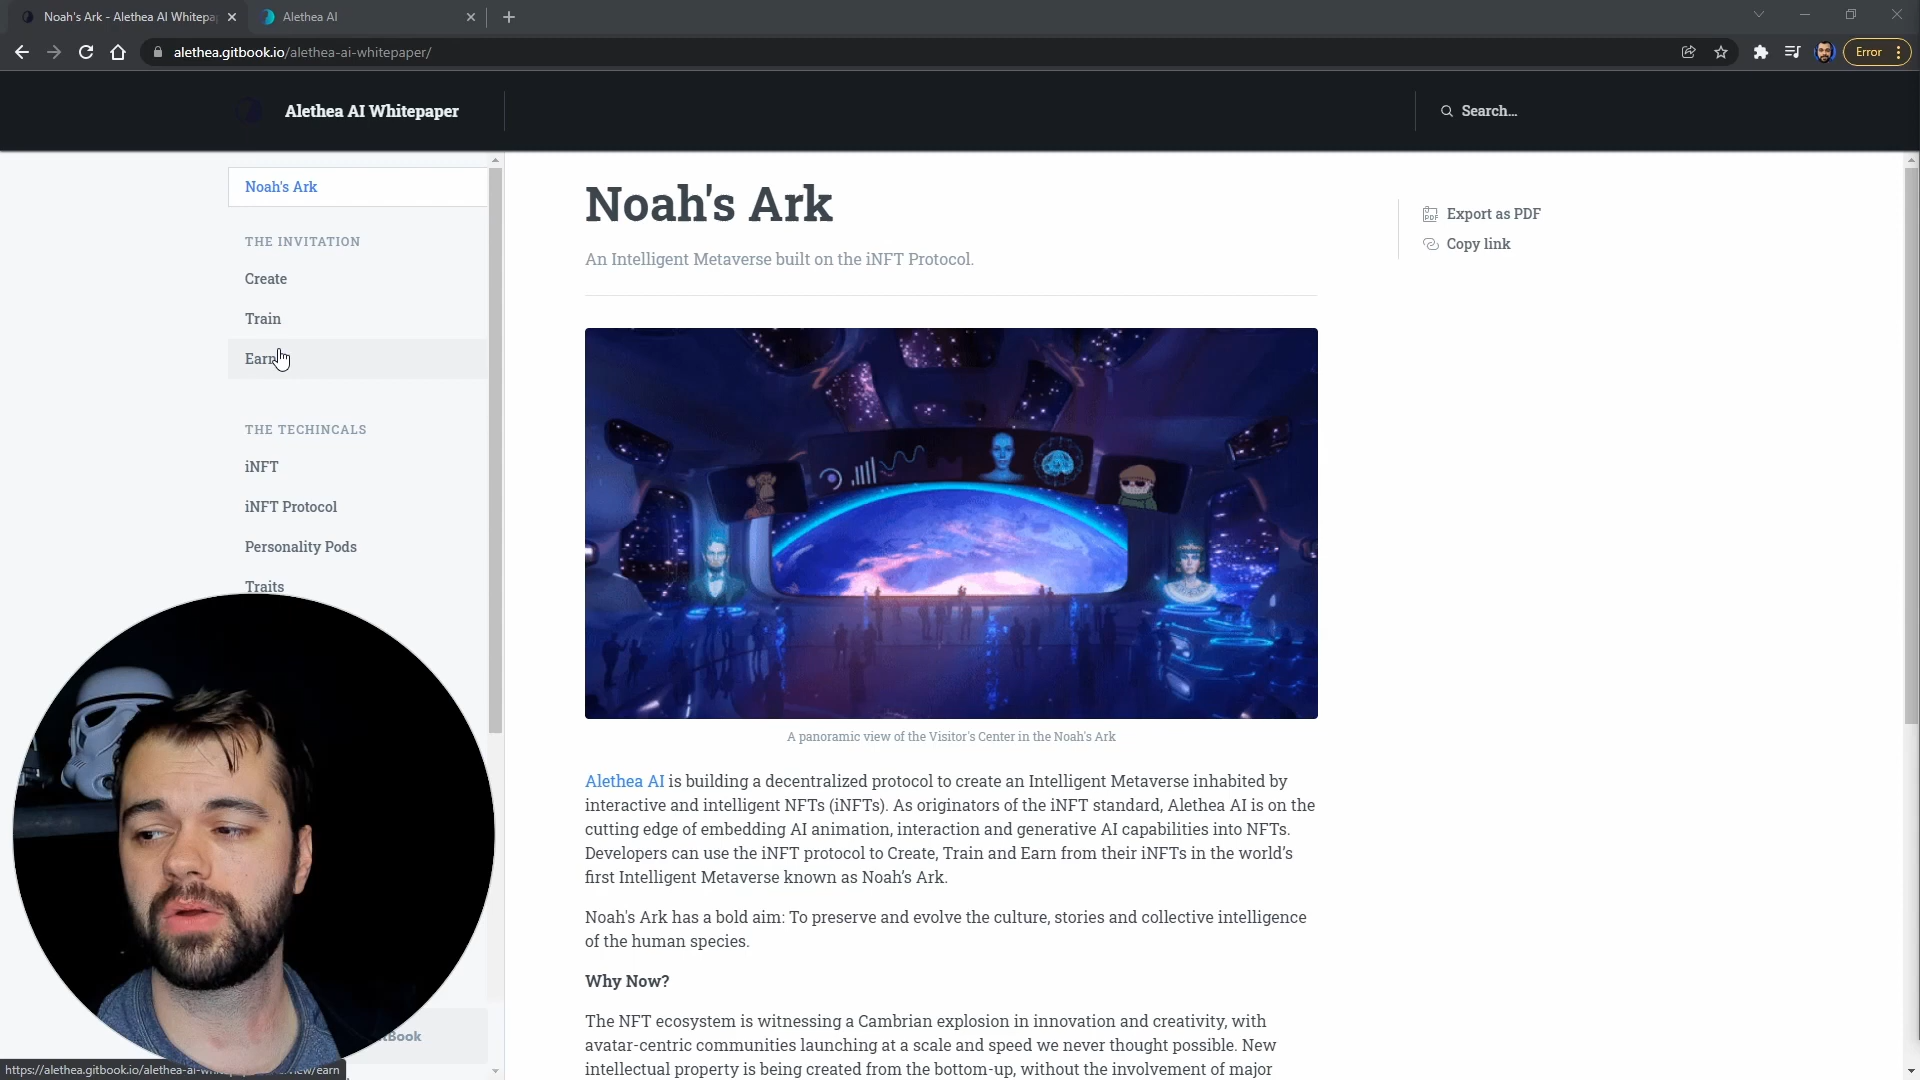 Noah's Ark - Alethea AI Whitepa
Alethea AI
alethea.gitbook.io/alethea-ai-whitepaper/
Error
Alethea AI Whitepaper
Search...
Noah's Ark
THE INVITATION
Create
Train
Earn
THE TECHINCALS
iNFT
iNFT Protocol
Personality Pods
Traits
Noah's Ark
An Intelligent Metaverse built on the iNFT Protocol.
PDF
Export as PDF
Copy link
A panoramic view of the Visitor's Center in the Noah's Ark
Alethea AI is building a decentralized protocol to create an Intelligent Metaverse inhabited by
interactive and intelligent NFTs (iNFTs). As originators of the iNFT standard, Alethea AI is on the
cutting edge of embedding AI animation, interaction and generative AI capabilities into NFTs.
Developers can use the iNFT protocol to Create, Train and Earn from their iNFTs in the world's
first Intelligent Metaverse known as Noah's Ark.
Noah's Ark has a bold aim: To preserve and evolve the culture, stories and collective intelligence
of the human species.
Why Now?
The NFT ecosystem is witnessing a Cambrian explosion in innovation and creativity, with
avatar-centric communities launching at a scale and speed we never thought possible. New
intellectual property is being created from the bottom-up, without the involvement of major
tBook
https://alethea.gitbook.io/alethea-ai-